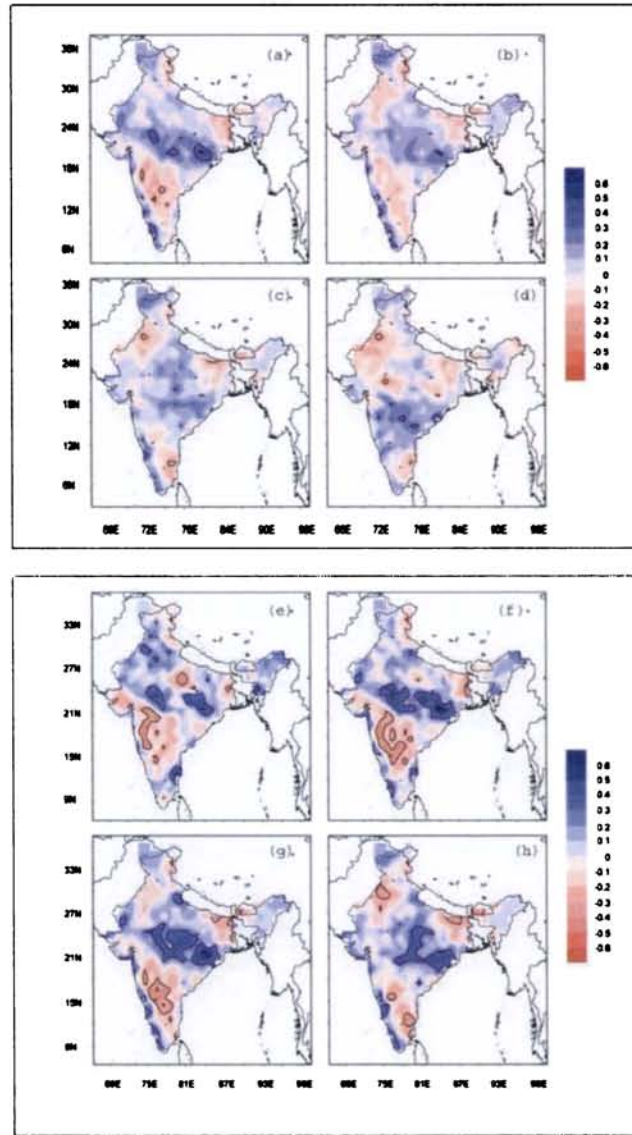 36N
(a)
(b)
30N
24N
18N
12N
6N
0.6
0.5
0.4
0.3
0.2
0.1
0
-0.1
-0.2
-0.3
-0.4
-0.5
-0.6
(c)
(d)
36N
30N
24N
18N
12N
6N
66E 72E 78E 84E 90E 96E
66E 72E 78E 84E 90E 96E
(e)
(f)
33N
27N
21N
15N
9N
0.6
0.5
0.4
0.3
0.2
0.1
0
-0.1
-0.2
-0.3
-0.4
-0.5
-0.6
(g)
(h)
33N
27N
21N
15N
9N
69E 75E 81E 87E 93E 99E
69E 75E 81E 87E 93E 99E